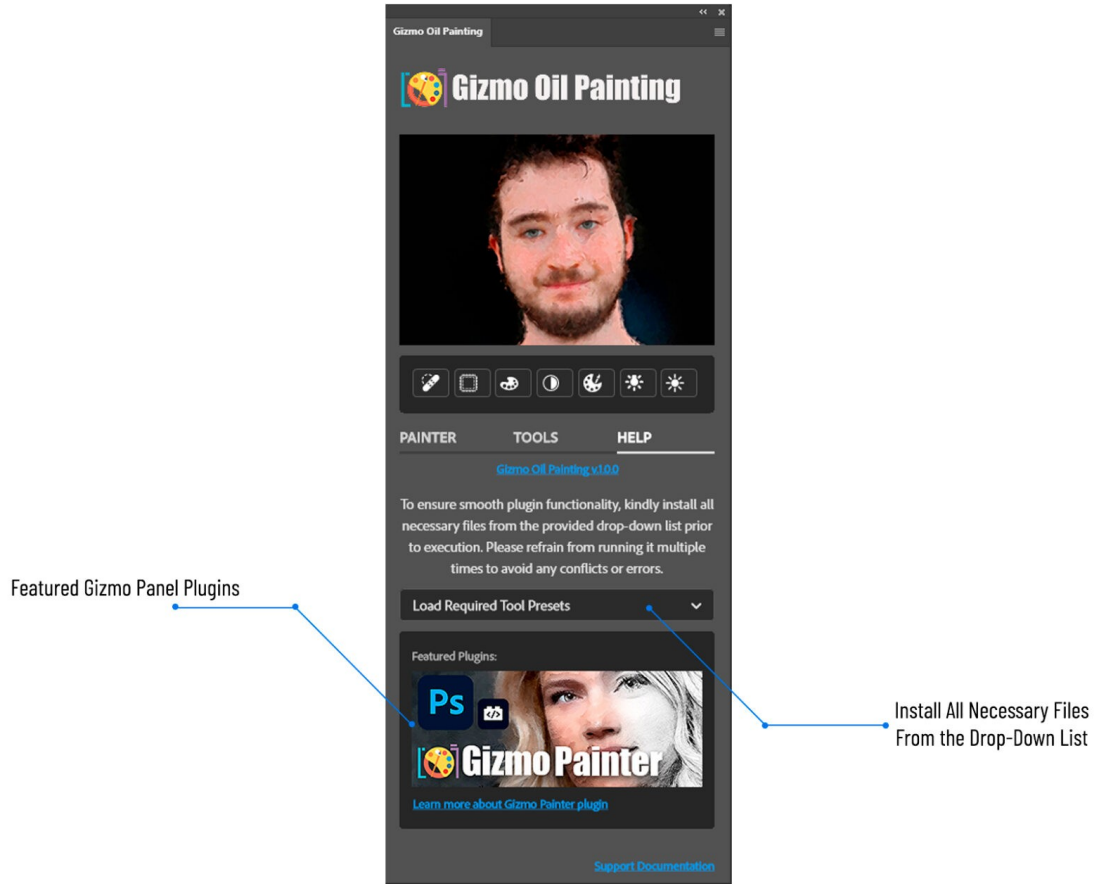 Gizmo Oil Painting
Gizmo Oil Painting
PAINTER TOOLS HELP
Gizmo Oil Painting v.1.0.0
To ensure smooth plugin functionality, kindly install all
necessary files from the provided drop-down list prior
to execution. Please refrain from running it multiple
times to avoid any conflicts or errors.
Featured Gizmo Panel Plugins
Load Required Tool Presets
Featured Plugins:
Ps
Gizmo Painter
Learn more about Gizmo Painter plugin
Install All Necessary Files
From the Drop-Down List
Support Documentation